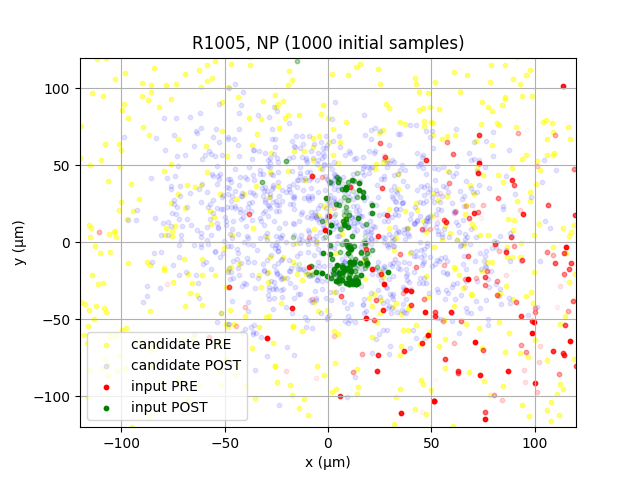 R1005, NP (1000 initial samples)
100
50
0
−50
−100
y (μm)
candidate PRE
candidate POST
input PRE
input POST
−100
−50
0
50
100
x (μm)